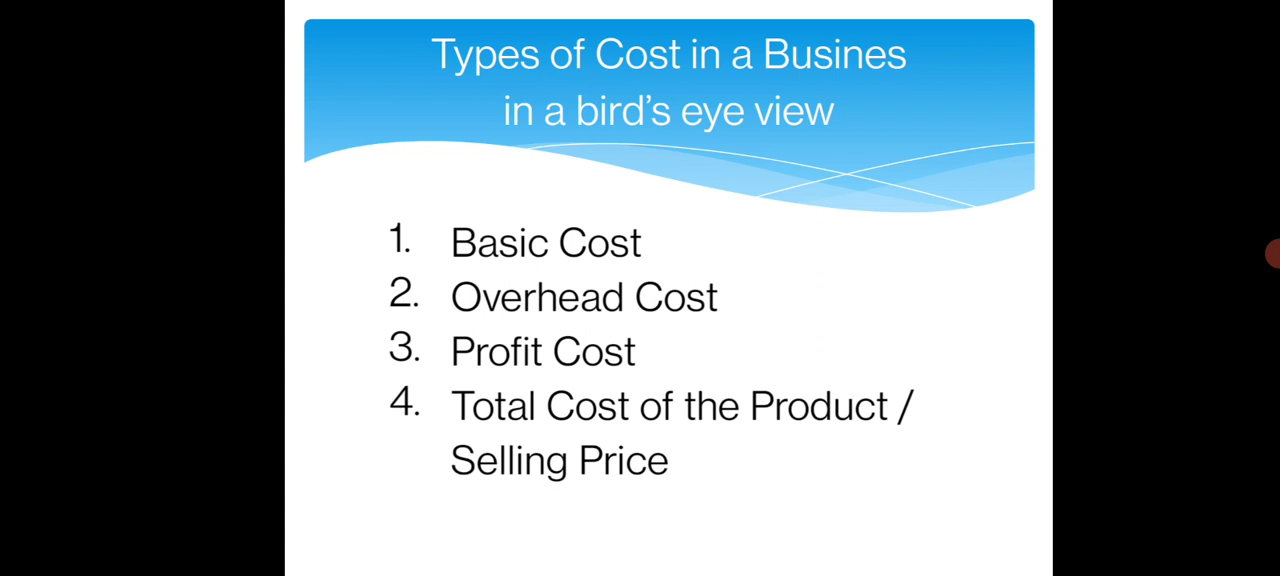 Types of Cost in a Busines
in a bird's eye view
1. Basic Cost
2. Overhead Cost
3. Profit Cost
4. Total Cost of the Product /
Selling Price